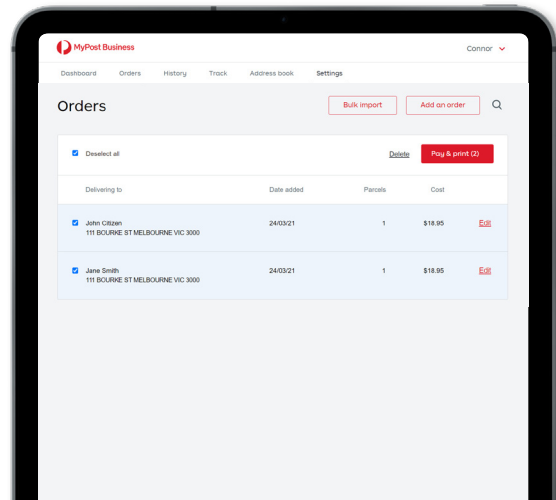 MyPost Business
Connor
Dashboard Orders History Track Address book Settings
Orders
Bulk import Add an order
Deselect all Delete Pay & print (2)
Delivering to Date added Parcels Cost
John Citizen 24/03/21 1 $18.95 Edit
111 BOURKE ST MELBOURNE VIC 3000
Jane Smith 24/03/21 1 $18.95 Edit
111 BOURKE ST MELBOURNE VIC 3000